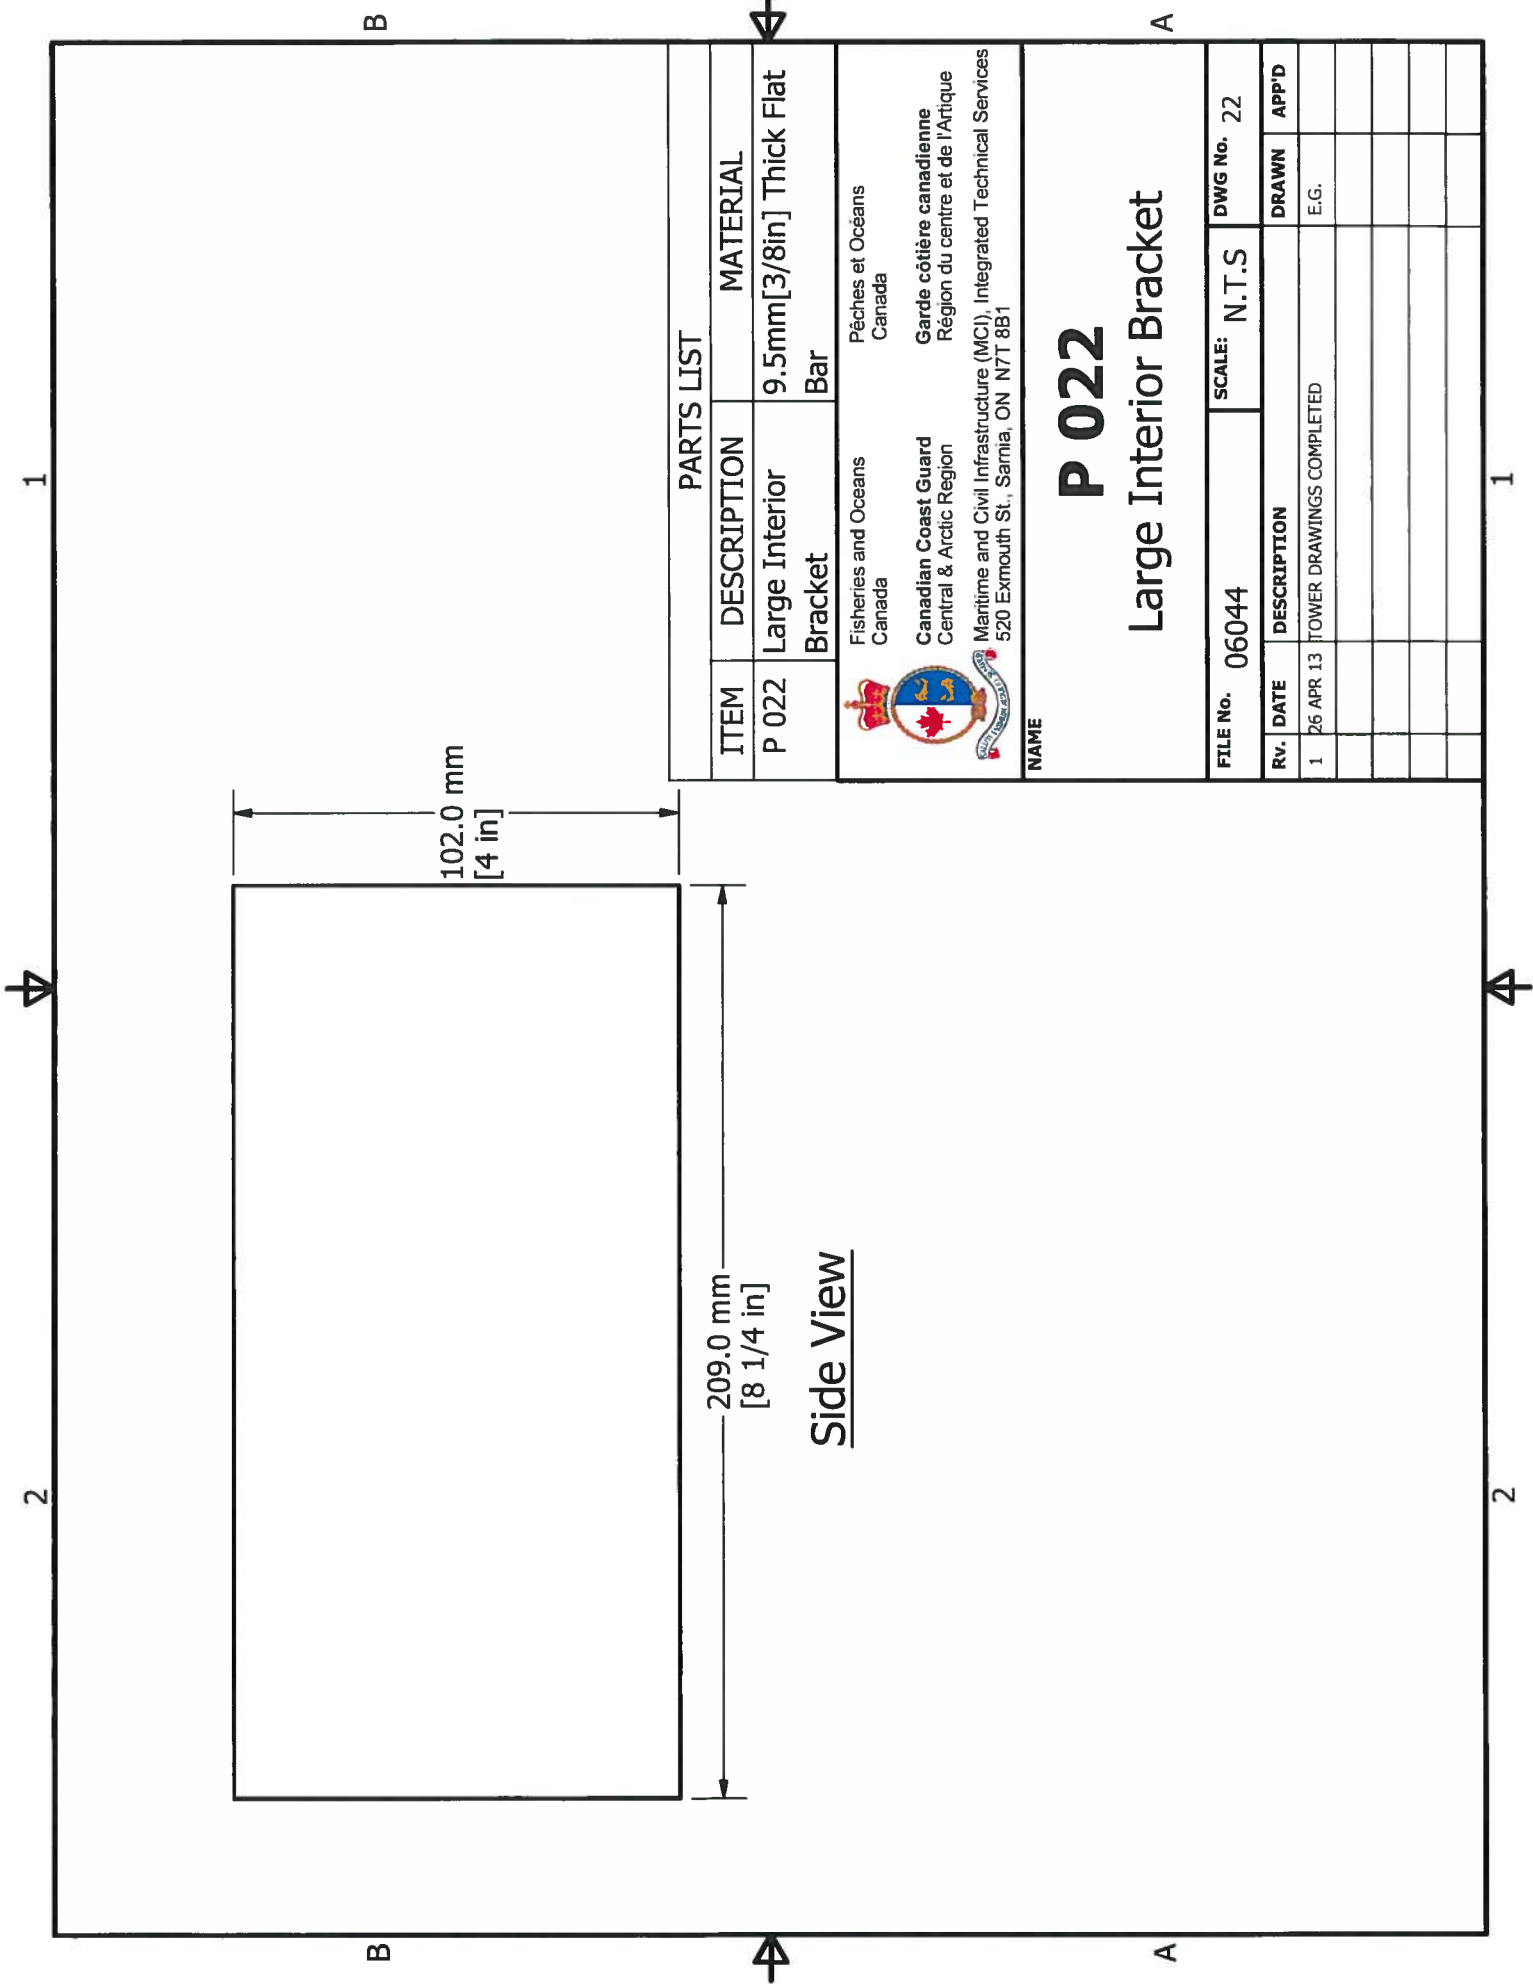 2
1
B
B
102.0 mm
[4 in]
209.0 mm
[8 1/4 in]
Side View
PARTS LIST
ITEM DESCRIPTION MATERIAL
P 022 Large Interior Bracket 9.5mm[3/8in] Thick Flat Bar
Fisheries and Oceans
Canada
Pêches et Océans
Canada
Canadian Coast Guard
Central & Arctic Region
Garde côtière canadienne
Région du centre et de l'Artique
Maritime and Civil Infrastructure (MCI), Integrated Technical Services
520 Exmouth St., Sarnia, ON N7T 8B1
NAME
P 022
Large Interior Bracket
FILE No. 06044
SCALE: N.T.S
DWG No. 22
Rv. DATE DESCRIPTION DRAWN APP'D
1 26 APR 13 TOWER DRAWINGS COMPLETED E.G.
A
A
2
1